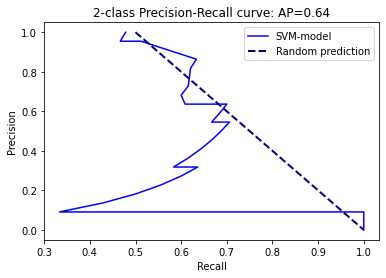 2-class Precision-Recall curve: AP=0.64
SVM-model
Random prediction
Precision
1.0
0.8
0.6
0.4
0.2
0.0
0.3 0.4 0.5 0.6 0.7 0.8 0.9 1.0
Recall